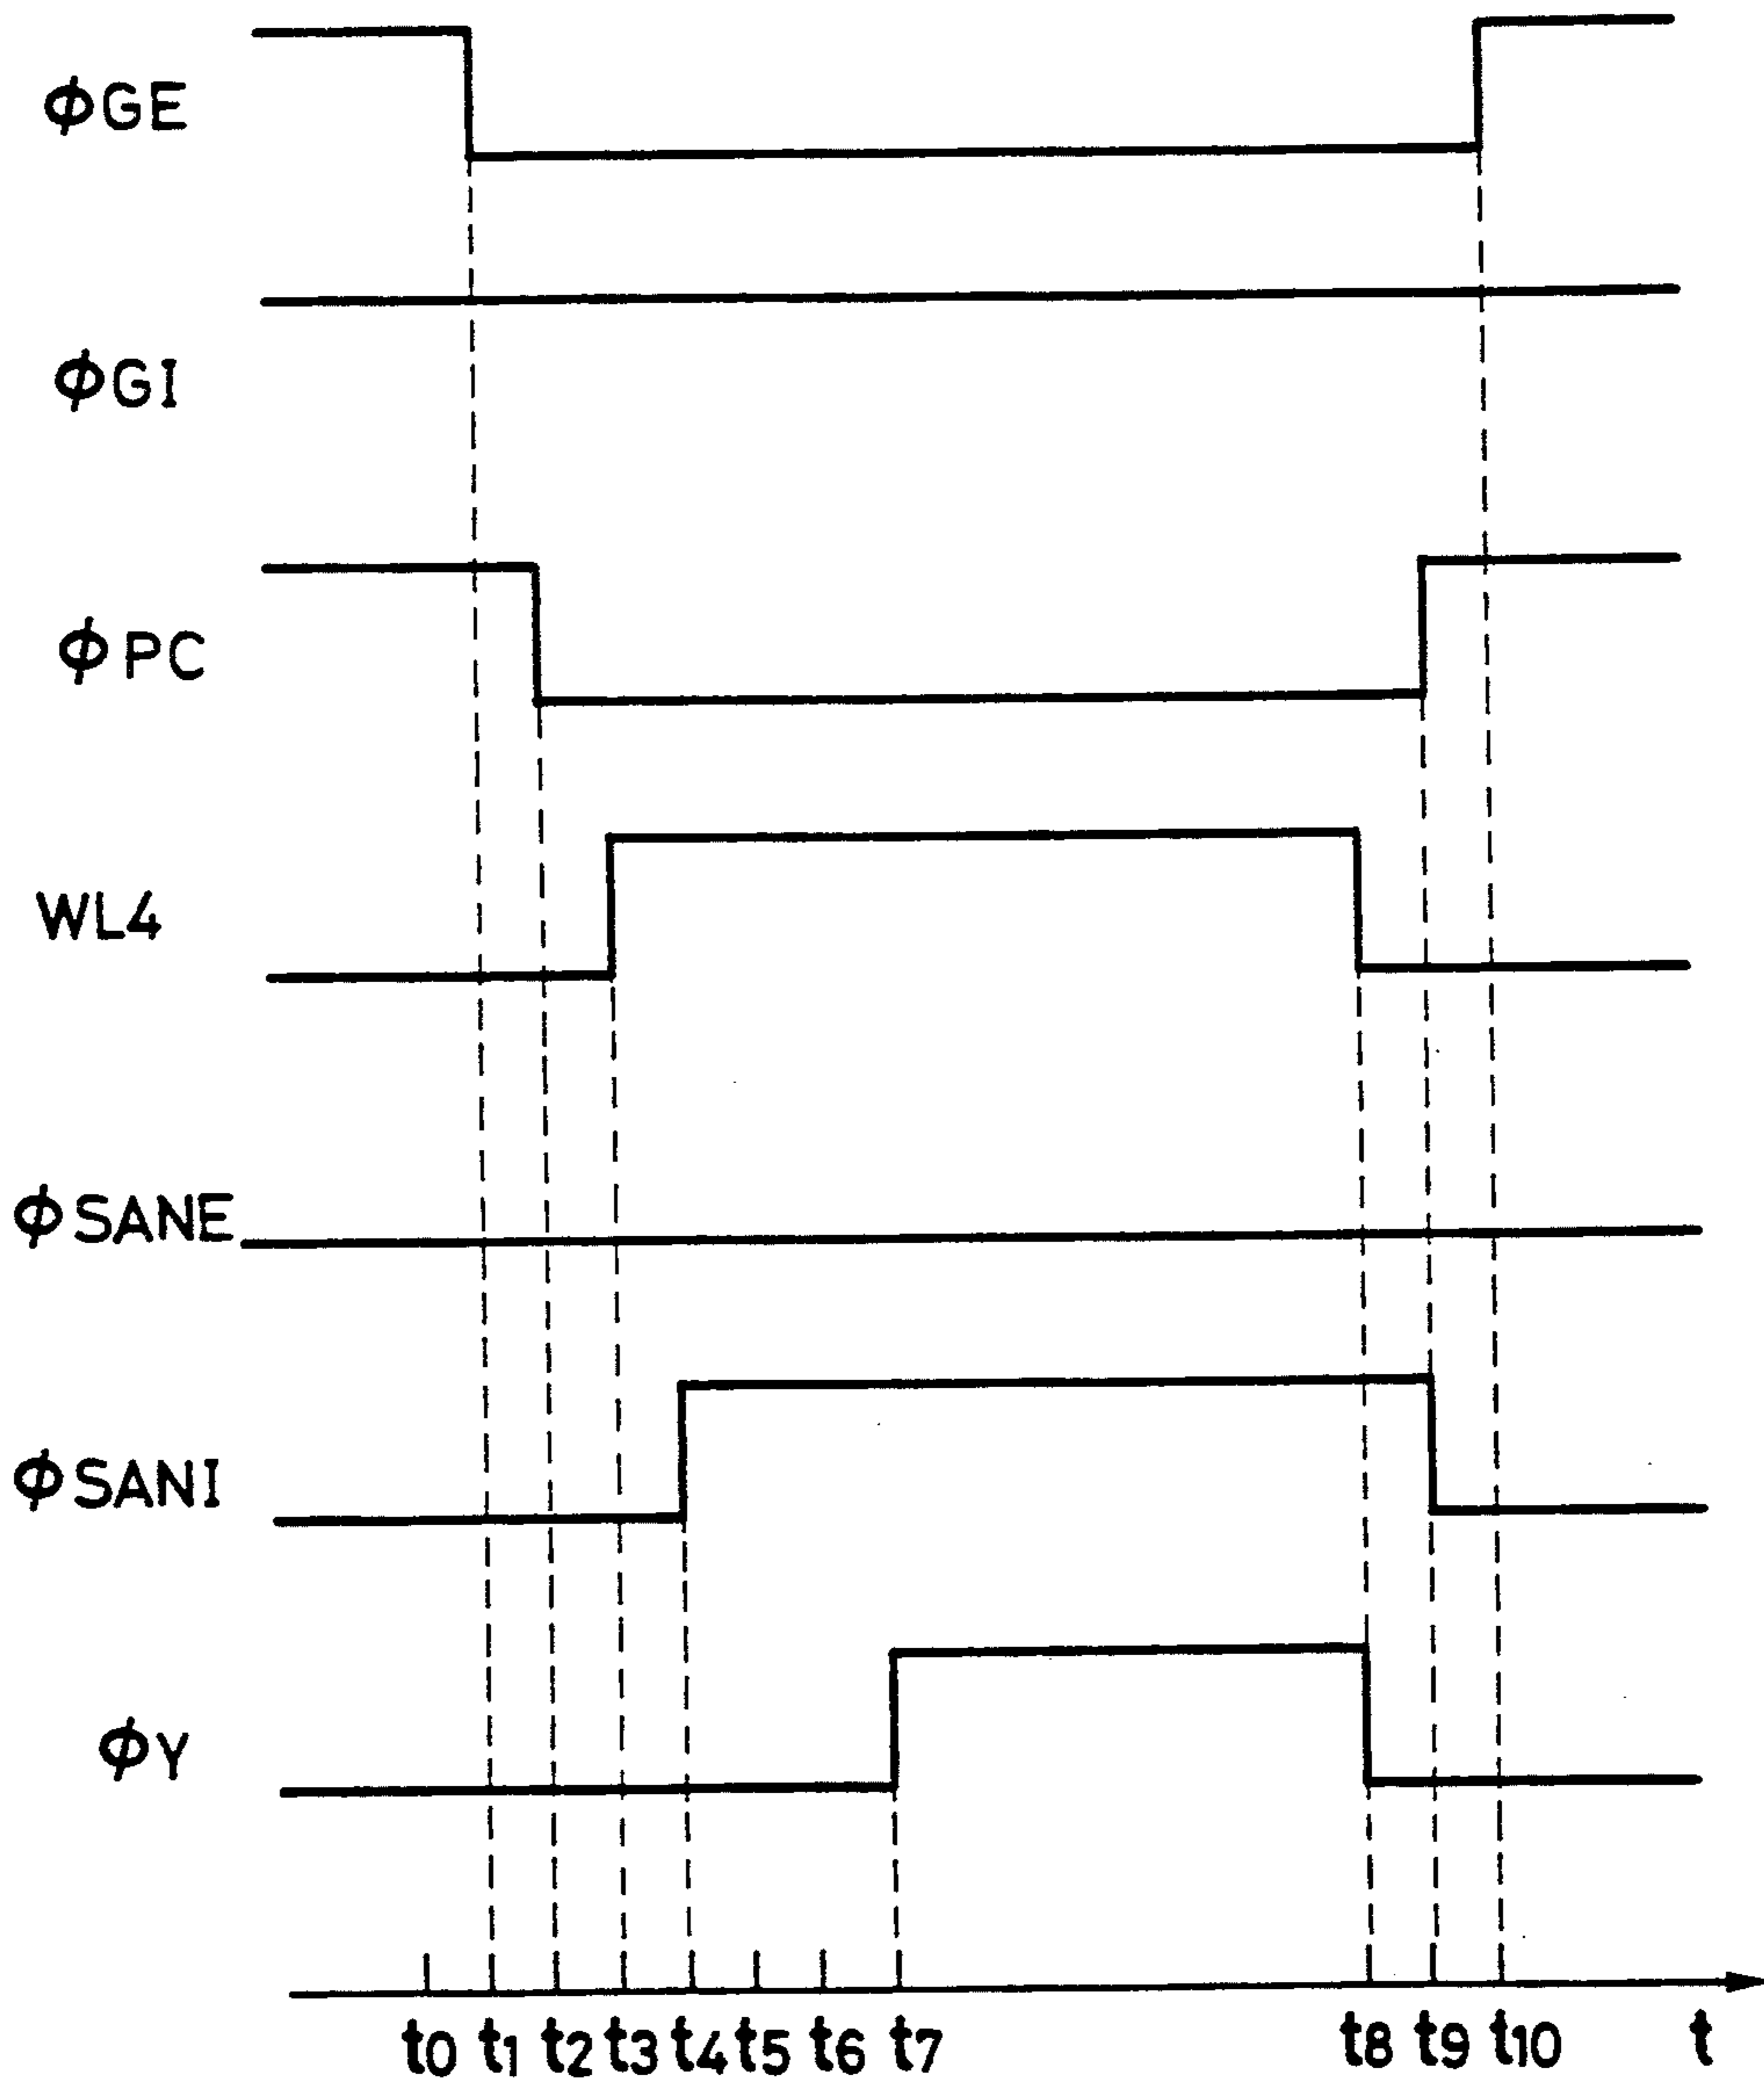 ϕGE
ϕGI
ϕPC
WL4
ϕSANE
ϕSANI
ϕY
t0 t1 t2 t3 t4 t5 t6 t7 t8 t9 t10 t